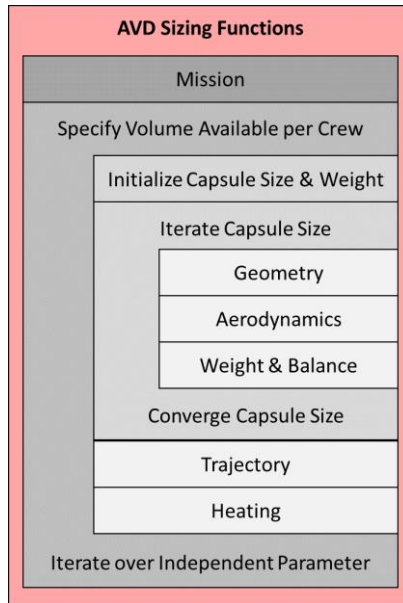 AVD Sizing Functions
Mission
Specify Volume Available per Crew
Initialize Capsule Size & Weight
Iterate Capsule Size
Geometry
Aerodynamics
Weight & Balance
Converge Capsule Size
Trajectory
Heating
Iterate over Independent Parameter